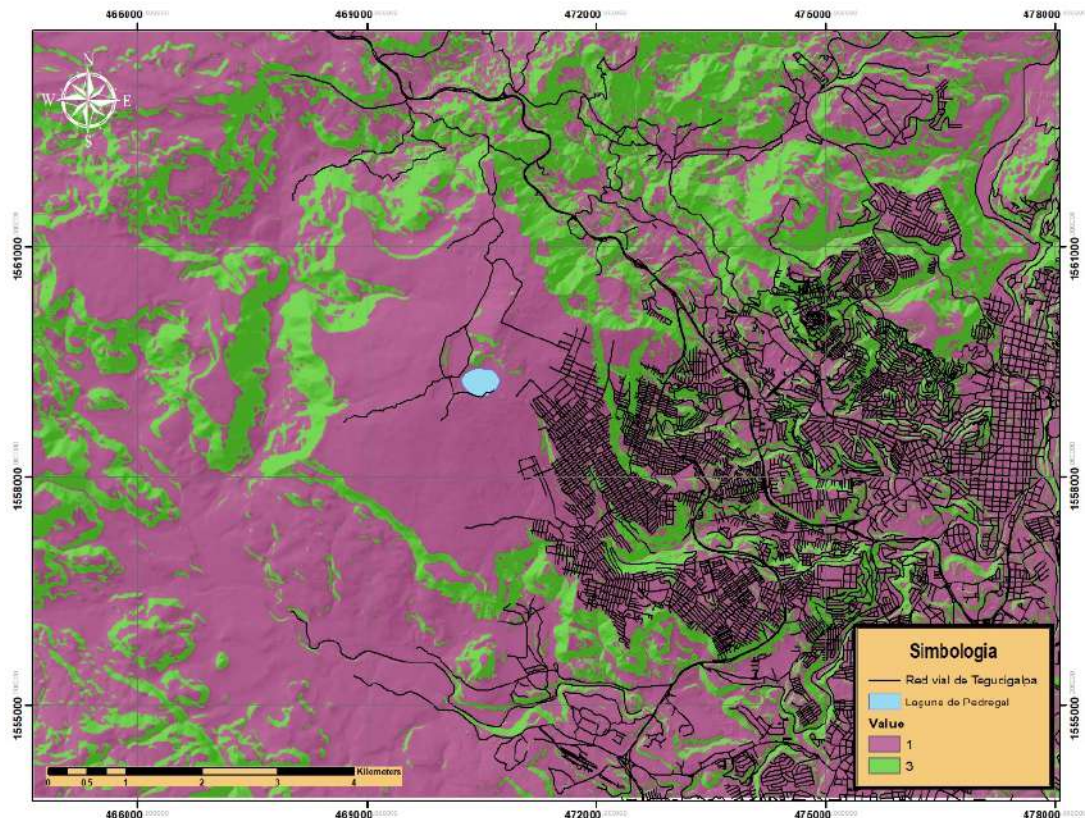 466000 469000 472000 475000 478000
N
W E
S
1561000 1561000
1558000 1558000
1555000 1555000
Simbologia
Red vial de Tegucigalpa
Laguna de Pedregal
Value
1
3
Kilometers
0 0.5 1 2 3 4
466000 469000 472000 475000 478000